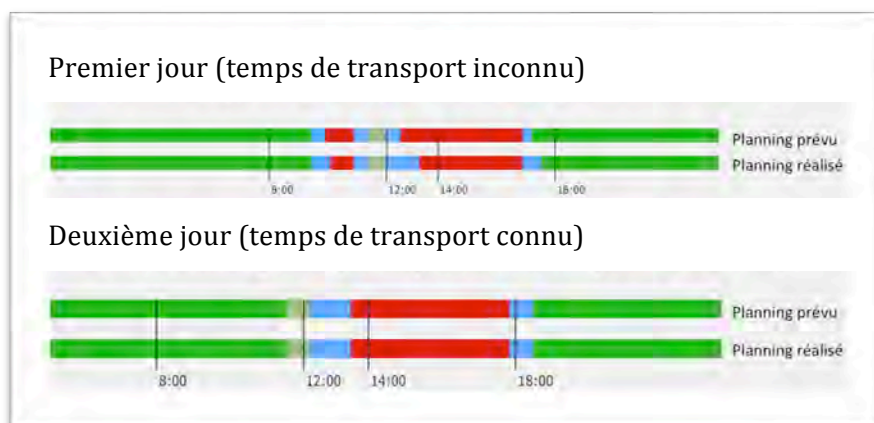 Premier jour (temps de transport inconnu)
Planning prévu
Planning réalisé
8:00 12:00 14:00 18:00
Deuxième jour (temps de transport connu)
Planning prévu
Planning réalisé
8:00 12:00 14:00 18:00